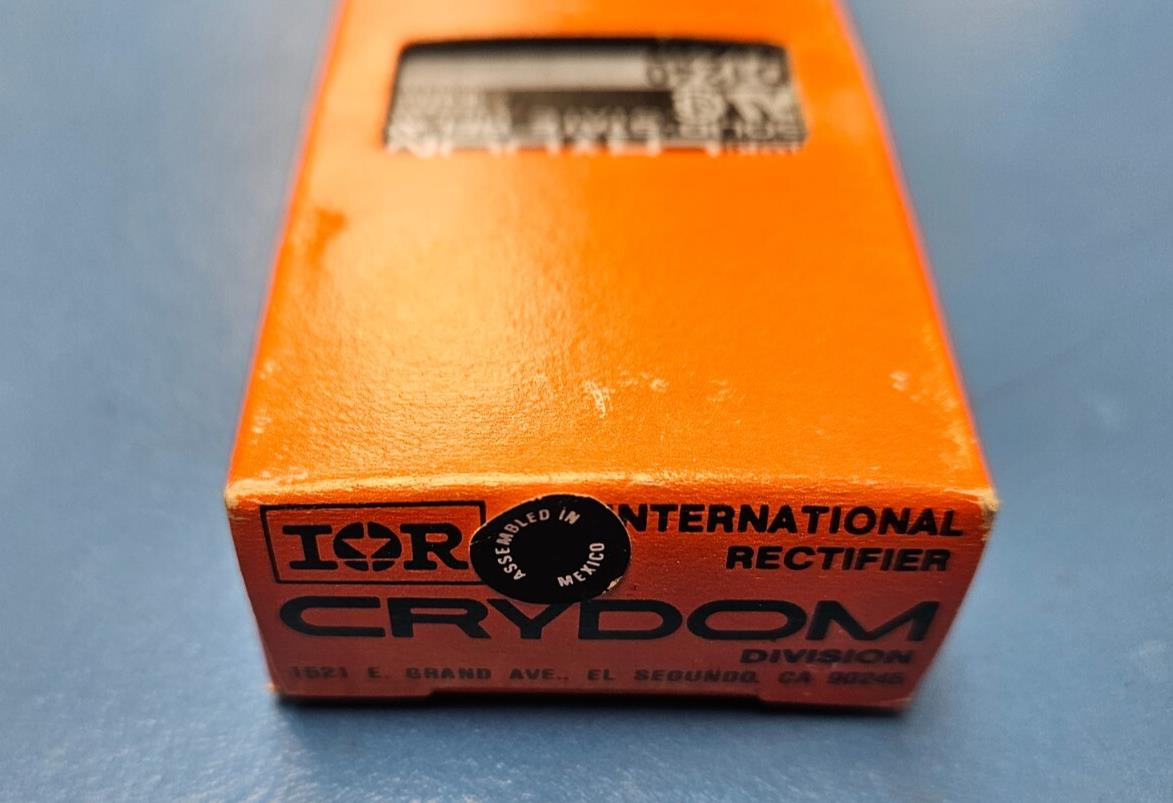 IOR
ASSEMBLED IN
MEXICO
INTERNATIONAL
RECTIFIER
CRYDOM
DIVISION
1521 E. GRAND AVE., EL SEGUNDO, CA 90245